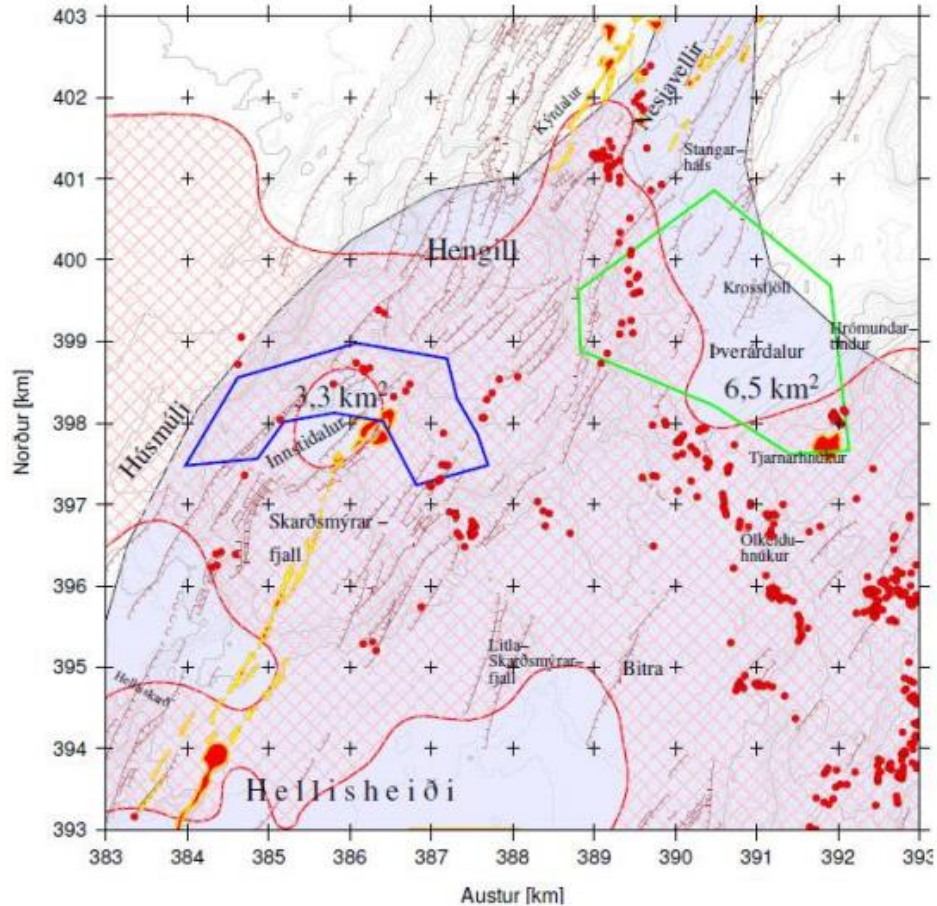 403
402
401
400
399
398
397
396
395
394
393
Norður [km]
383
384
385
386
387
388
389
390
391
392
393
Austur [km]
Kýrdalur
Nesjavellir
Stangar–
háls
Hengill
Krossfjöll
Hrómundar–
tindur
Þverárdalur
6,5 km²
3,3 km²
Innstidalur
Húsmúli
Tjarnarhnúkur
Skarðsmýrar –
fjall
Ölkeldu–
hnúkur
Litla–
Skarðsmýrar–
fjall
Bitra
Hellisskarð
Hellisheiði